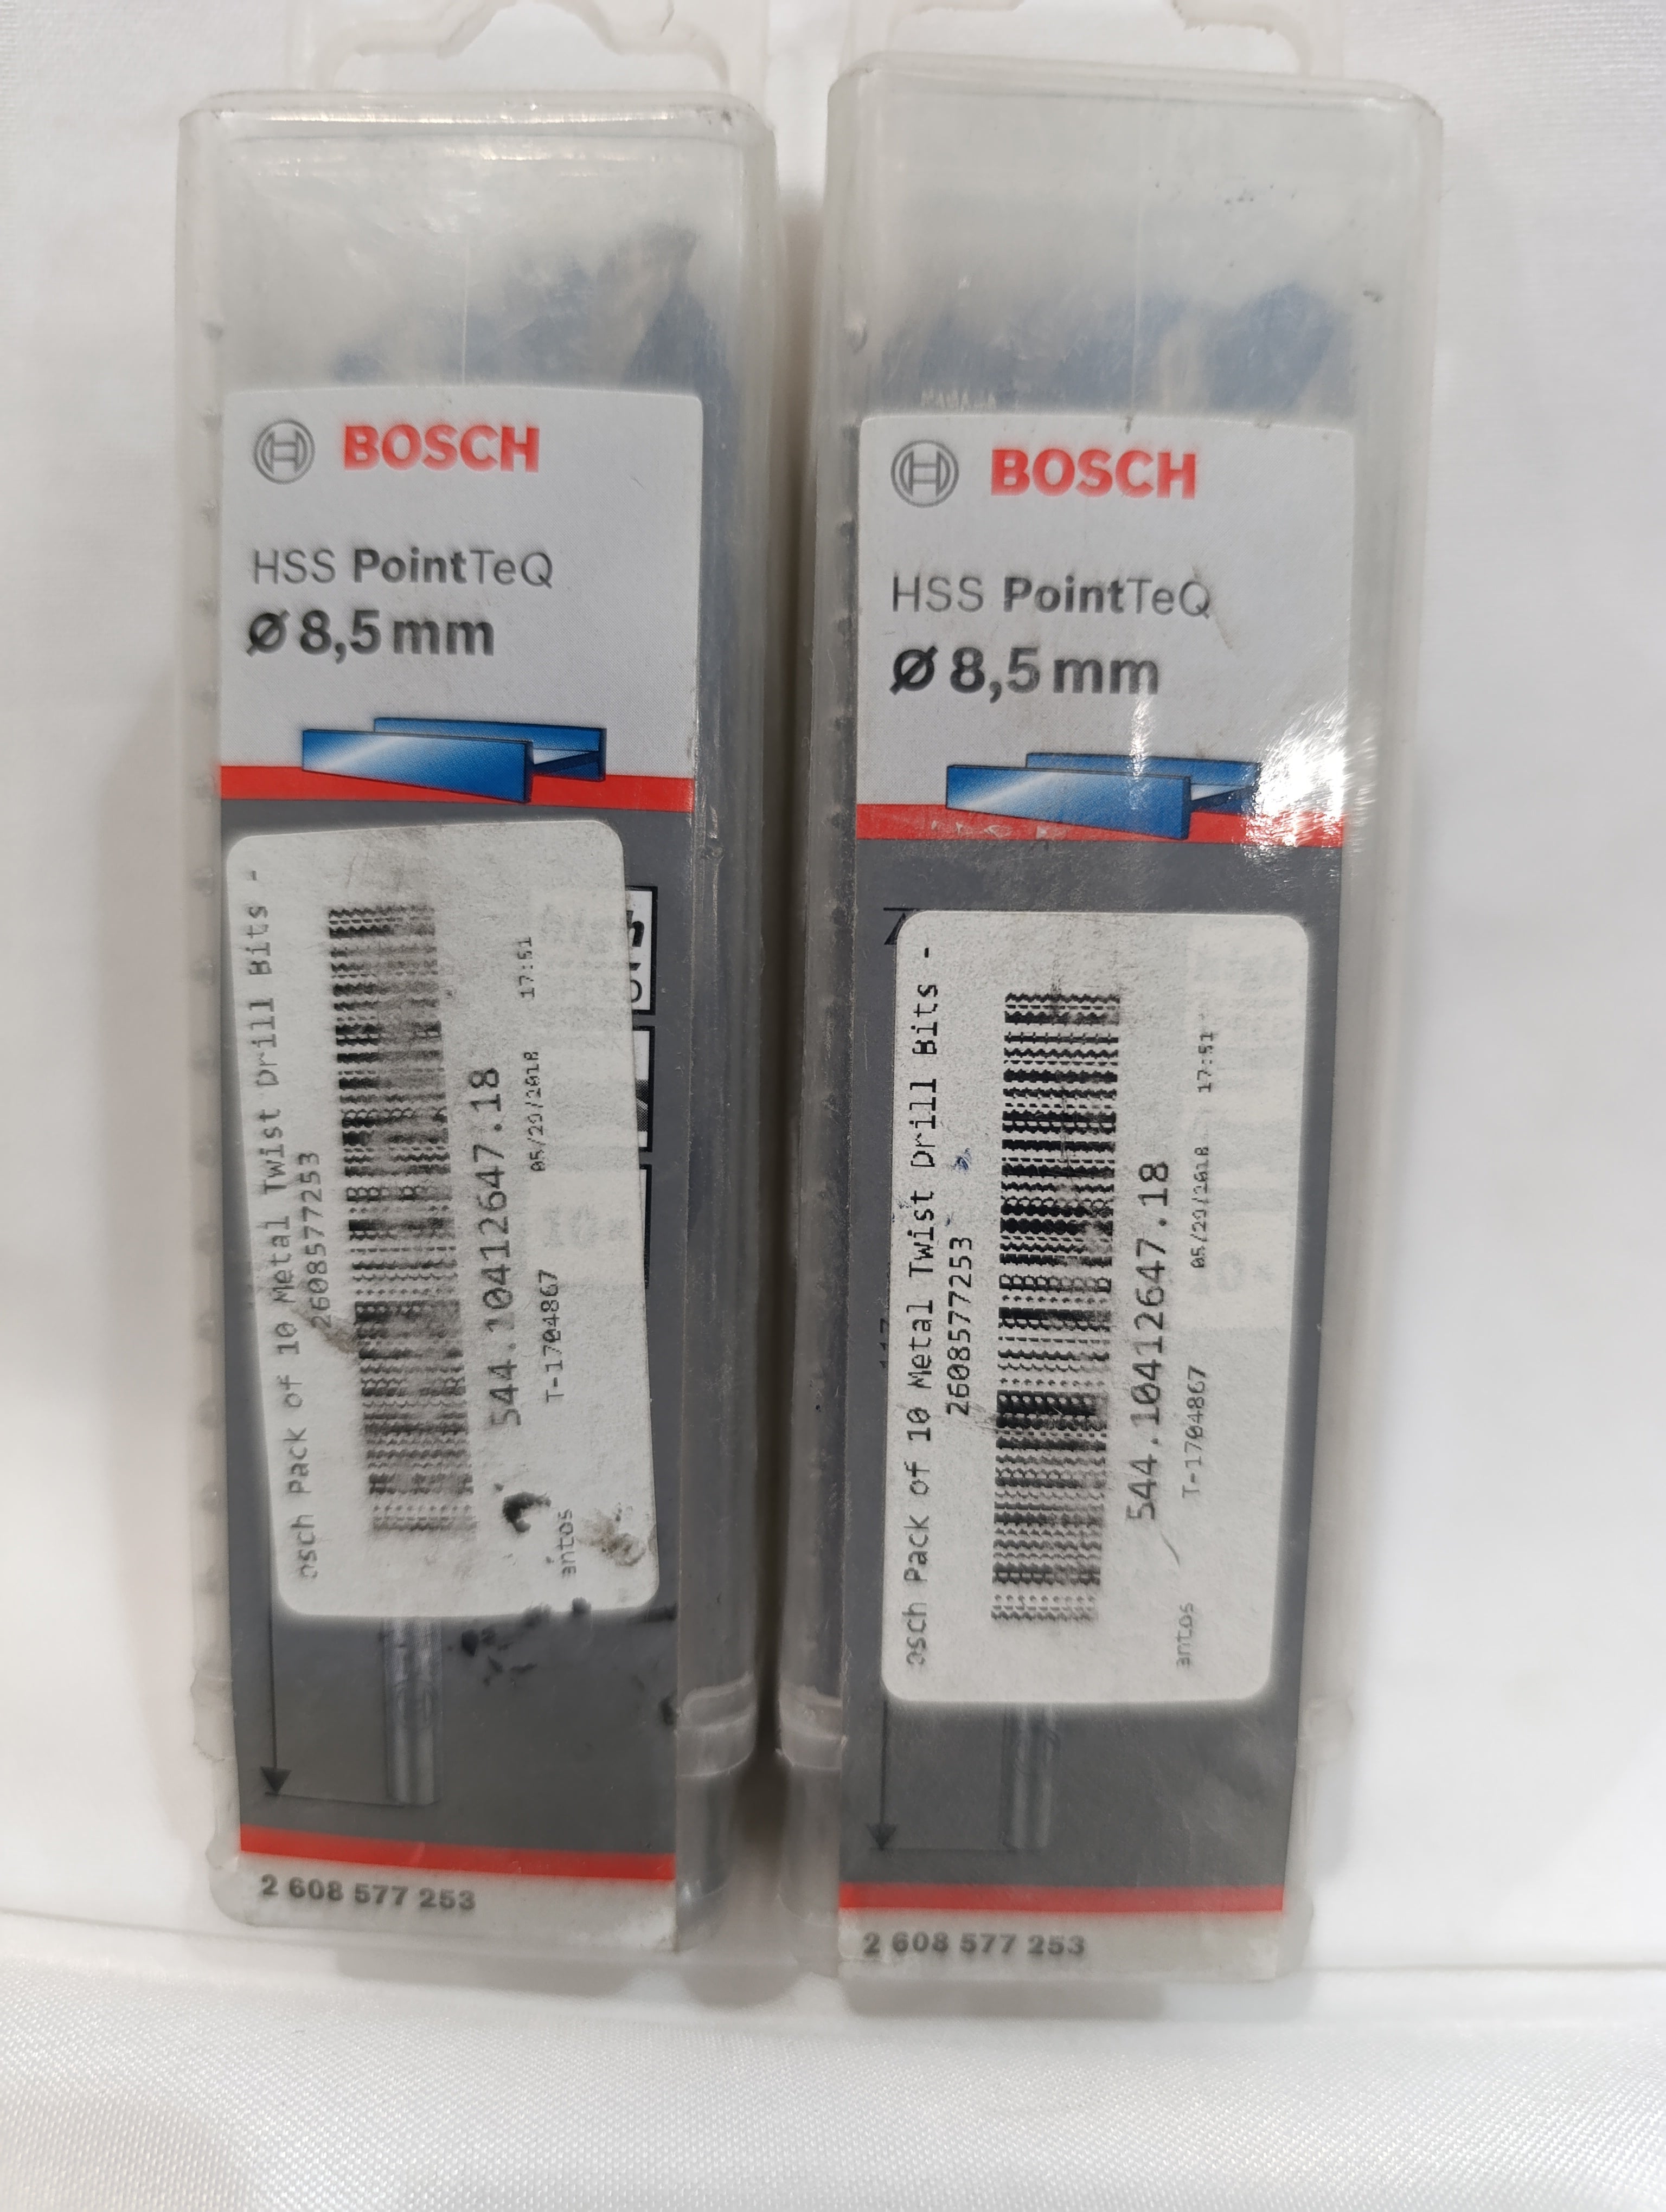 BOSCH
HSS PointTeQ
Ø 8,5 mm
osch Pack of 10 Metal Twist Drill Bits -
2608577253
544.10412647.18
T-1704867 05/29/2018 17:51
antos
2 608 577 253
BOSCH
HSS PointTeQ
Ø 8,5 mm
osch Pack of 10 Metal Twist Drill Bits -
2608577253
544.10412647.18
T-1704867 05/29/2018 17:51
antos
2 608 577 253